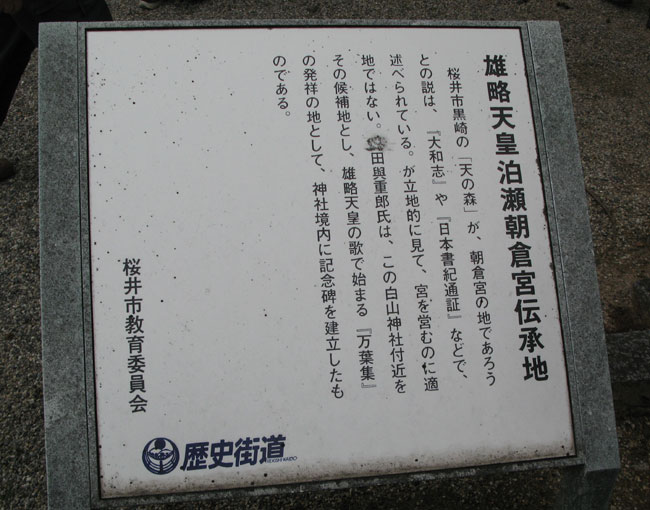 雄略天皇泊瀬朝倉宮伝承地
桜井市黒崎の「天の森」が、朝倉宮の地であろう
との説は、『大和志』や『日本書紀通証』などで、
述べられている。が立地的に見て、宮を営むのに適
地ではない。田與重郎氏は、この白山神社付近を
その候補地とし、雄略天皇の歌で始まる『万葉集』
の発祥の地として、神社境内に記念碑を建立したも
のである。
桜井市教育委員会
歴史街道